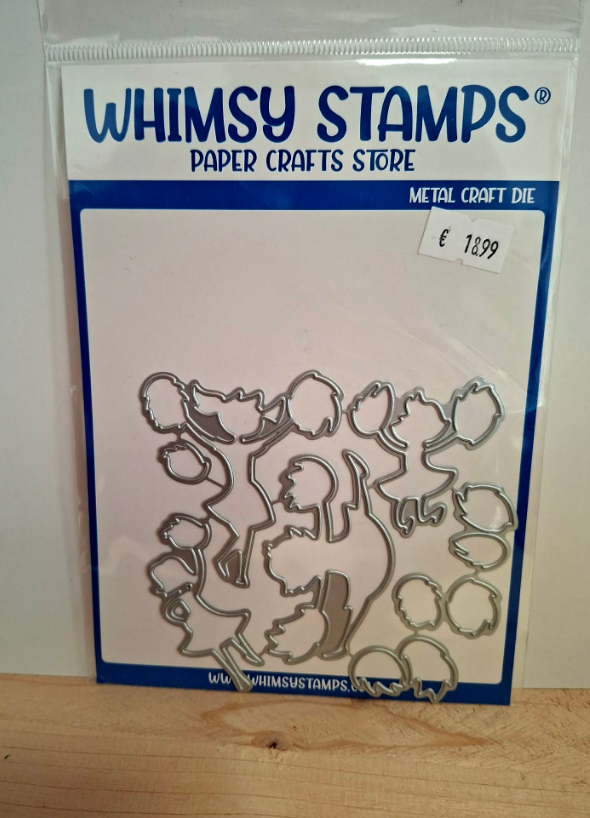 WHIMSY STAMPS®
PAPER CRAFTS STORE
METAL CRAFT DIE
€ 18.99